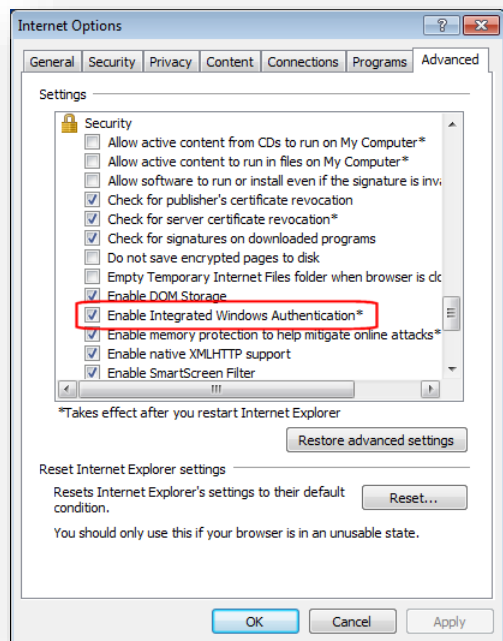 Internet Options
General Security Privacy Content Connections Programs Advanced
Settings
Security
Allow active content from CDs to run on My Computer*
Allow active content to run in files on My Computer*
Allow software to run or install even if the signature is
Check for publisher's certificate revocation
Check for server certificate revocation*
Check for signatures on downloaded programs
Do not save encrypted pages to disk
Empty Temporary Internet Files folder when browser is
Enable DOM Storage
Enable Integrated Windows Authentication*
Enable memory protection to help mitigate online attacks*
Enable native XMLHTTP support
Enable SmartScreen Filter
*Takes effect after you restart Internet Explorer
Restore advanced settings
Reset Internet Explorer settings
Resets Internet Explorer's settings to their default
condition.
Reset...
You should only use this if your browser is in an unusable state.
OK Cancel Apply